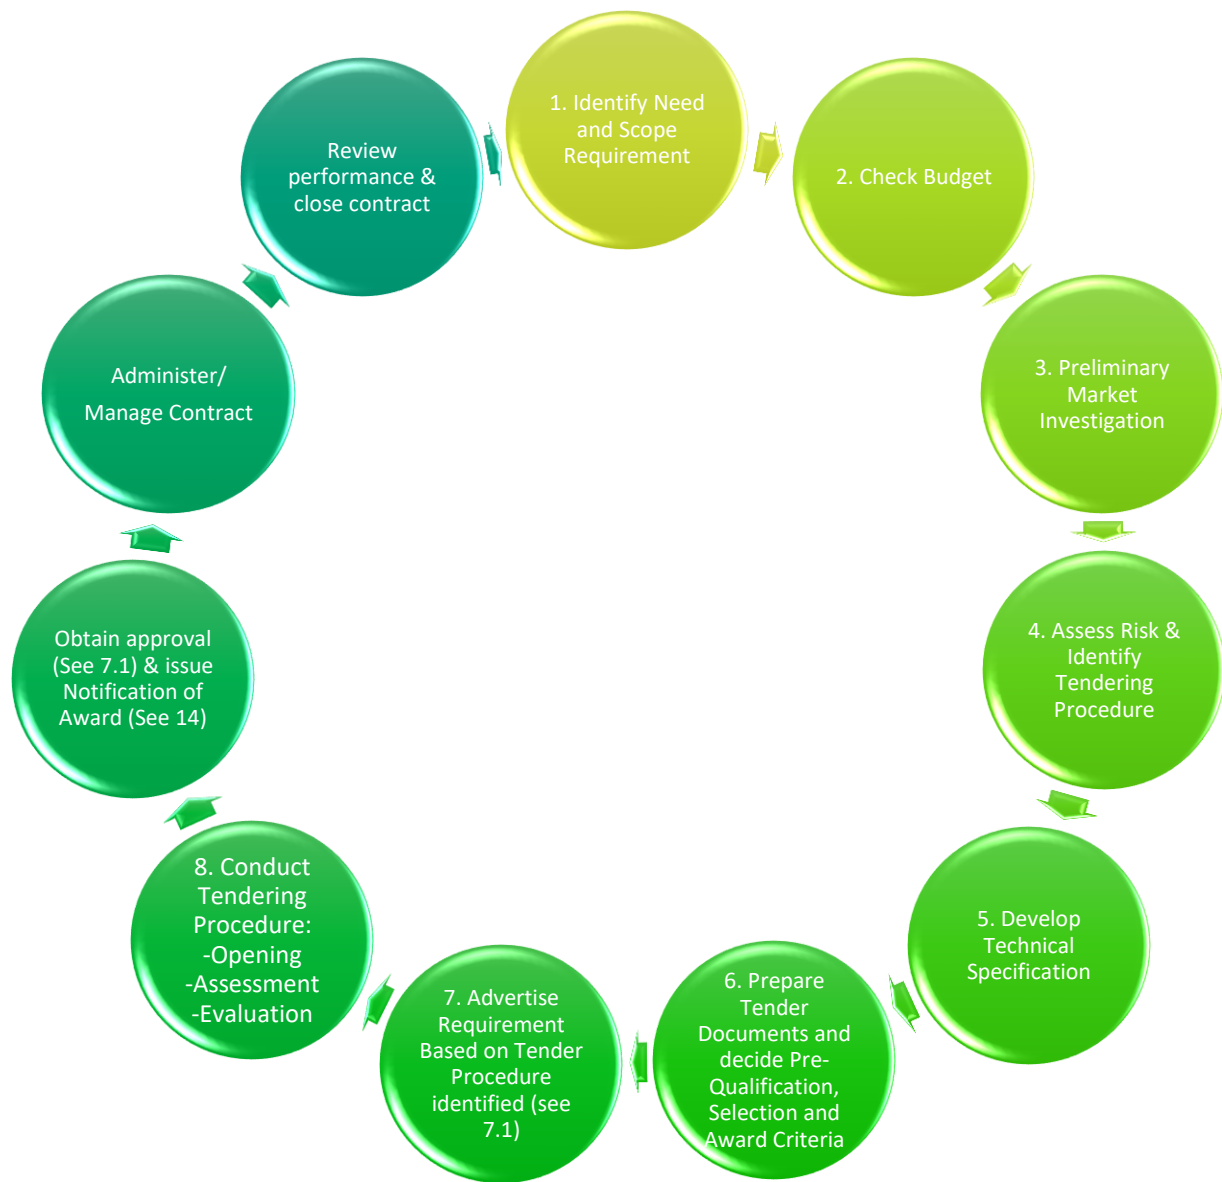 1. Identify Need
and Scope
Requirement
2. Check Budget
3. Preliminary
Market
Investigation
4. Assess Risk &
Identify
Tendering
Procedure
5. Develop
Technical
Specification
6. Prepare
Tender
Documents and
decide Pre-
Qualification,
Selection and
Award Criteria
7. Advertise
Requirement
Based on Tender
Procedure
identified (see
7.1)
8. Conduct
Tendering
Procedure:
-Opening
-Assessment
-Evaluation
Obtain approval
(See 7.1) & issue
Notification of
Award (See 14)
Administer/
Manage Contract
Review
performance &
close contract